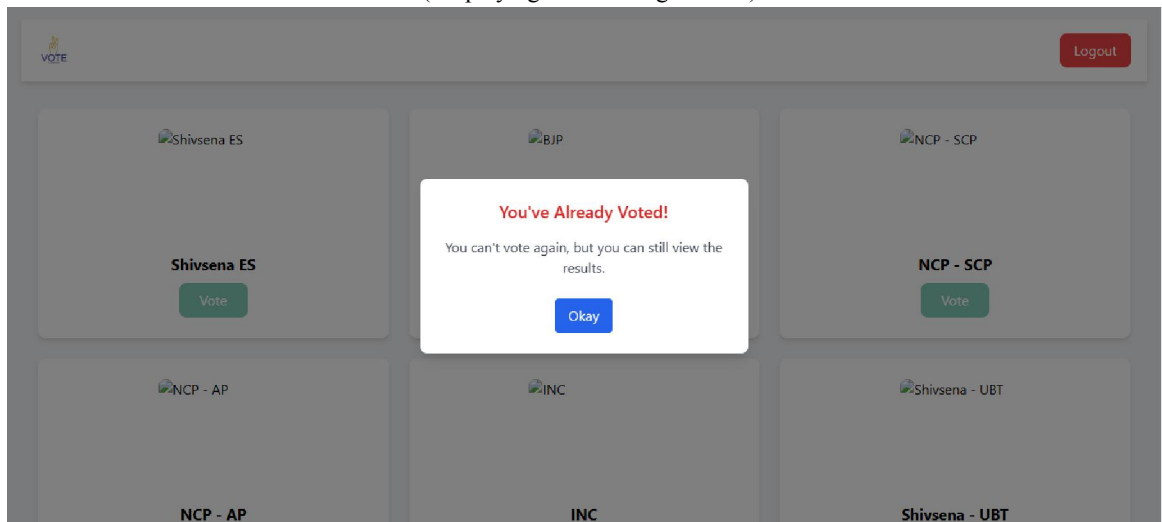 VOTE
Logout
Shivsena ES
BJP
NCP - SCP
You've Already Voted!
You can't vote again, but you can still view the
results.
Okay
Shivsena ES
NCP - SCP
Vote
Vote
NCP - AP
INC
Shivsena - UBT
NCP - AP
INC
Shivsena - UBT